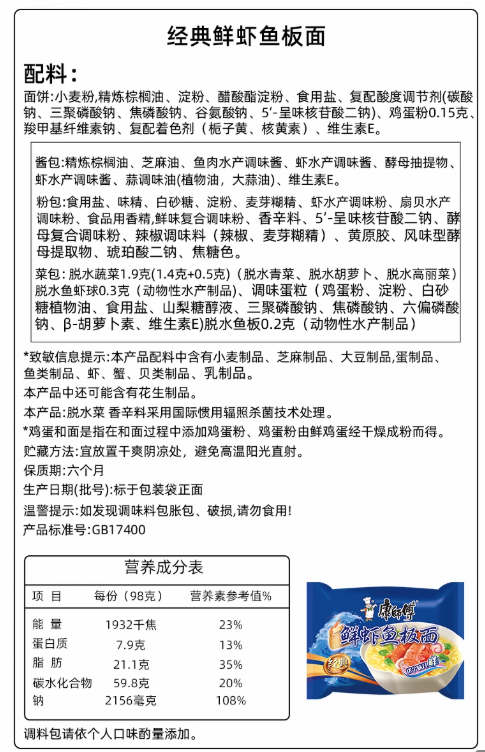 经典鲜虾鱼板面
配料：
面饼:小麦粉,精炼棕榈油、淀粉、醋酸酯淀粉、食用盐、复配酸度调节剂(碳酸
钠、三聚磷酸钠、焦磷酸钠、谷氨酸钠、5′-呈味核苷酸二钠)、鸡蛋粉0.15克、
羧甲基纤维素钠、复配着色剂（栀子黄、核黄素）、维生素E。
酱包:精炼棕榈油、芝麻油、鱼肉水产调味酱、虾水产调味酱、酵母抽提物、
虾水产调味酱、蒜调味油(植物油，大蒜油)、维生素E。
粉包:食用盐、味精、白砂糖、淀粉、麦芽糊精、虾水产调味粉、扇贝水产
调味粉、食品用香精,鲜味复合调味粉、香辛料、5′-呈味核苷酸二钠、酵
母复合调味粉、辣椒调味料（辣椒、麦芽糊精）、黄原胶、风味型酵
母提取物、琥珀酸二钠、焦糖色。
菜包: 脱水蔬菜1.9克(1.4克+0.5克)（脱水青菜、脱水胡萝卜、脱水高丽菜）
脱水鱼虾球0.3克（动物性水产制品)、调味蛋粒（鸡蛋粉、淀粉、白砂
糖植物油、食用盐、山梨糖醇液、三聚磷酸钠、焦磷酸钠、六偏磷酸
钠、β-胡萝卜素、维生素E)脱水鱼板0.2克（动物性水产制品）
*致敏信息提示:本产品配料中含有小麦制品、芝麻制品、大豆制品,蛋制品、
鱼类制品、虾、蟹、贝类制品、乳制品。
本产品中还可能含有花生制品。
本产品:脱水菜 香辛料采用国际惯用辐照杀菌技术处理。
*鸡蛋和面是指在和面过程中添加鸡蛋粉、鸡蛋粉由鲜鸡蛋经干燥成粉而得。
贮藏方法:宜放置干爽阴凉处，避免高温阳光直射。
保质期:六个月
生产日期(批号):标于包装袋正面
温警提示:如发现调味料包胀包、破损,请勿食用!
产品标准号:GB17400
营养成分表
项 目 每份（98克） 营养素参考值%
能 量 1932千焦 23%
蛋白质 7.9克 13%
脂 肪 21.1克 35%
碳水化合物 59.8克 20%
钠 2156毫克 108%
康师傅
鲜虾鱼板面
经典
调料包请依个人口味酌量添加。